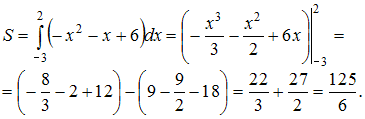 S = ∫_{-3}^{2} (-x² - x + 6)dx = (-x³/3 - x²/2 + 6x)|_{-3}^{2} =
= (-8/3 - 2 + 12) - (9 - 9/2 - 18) = 22/3 + 27/2 = 125/6.